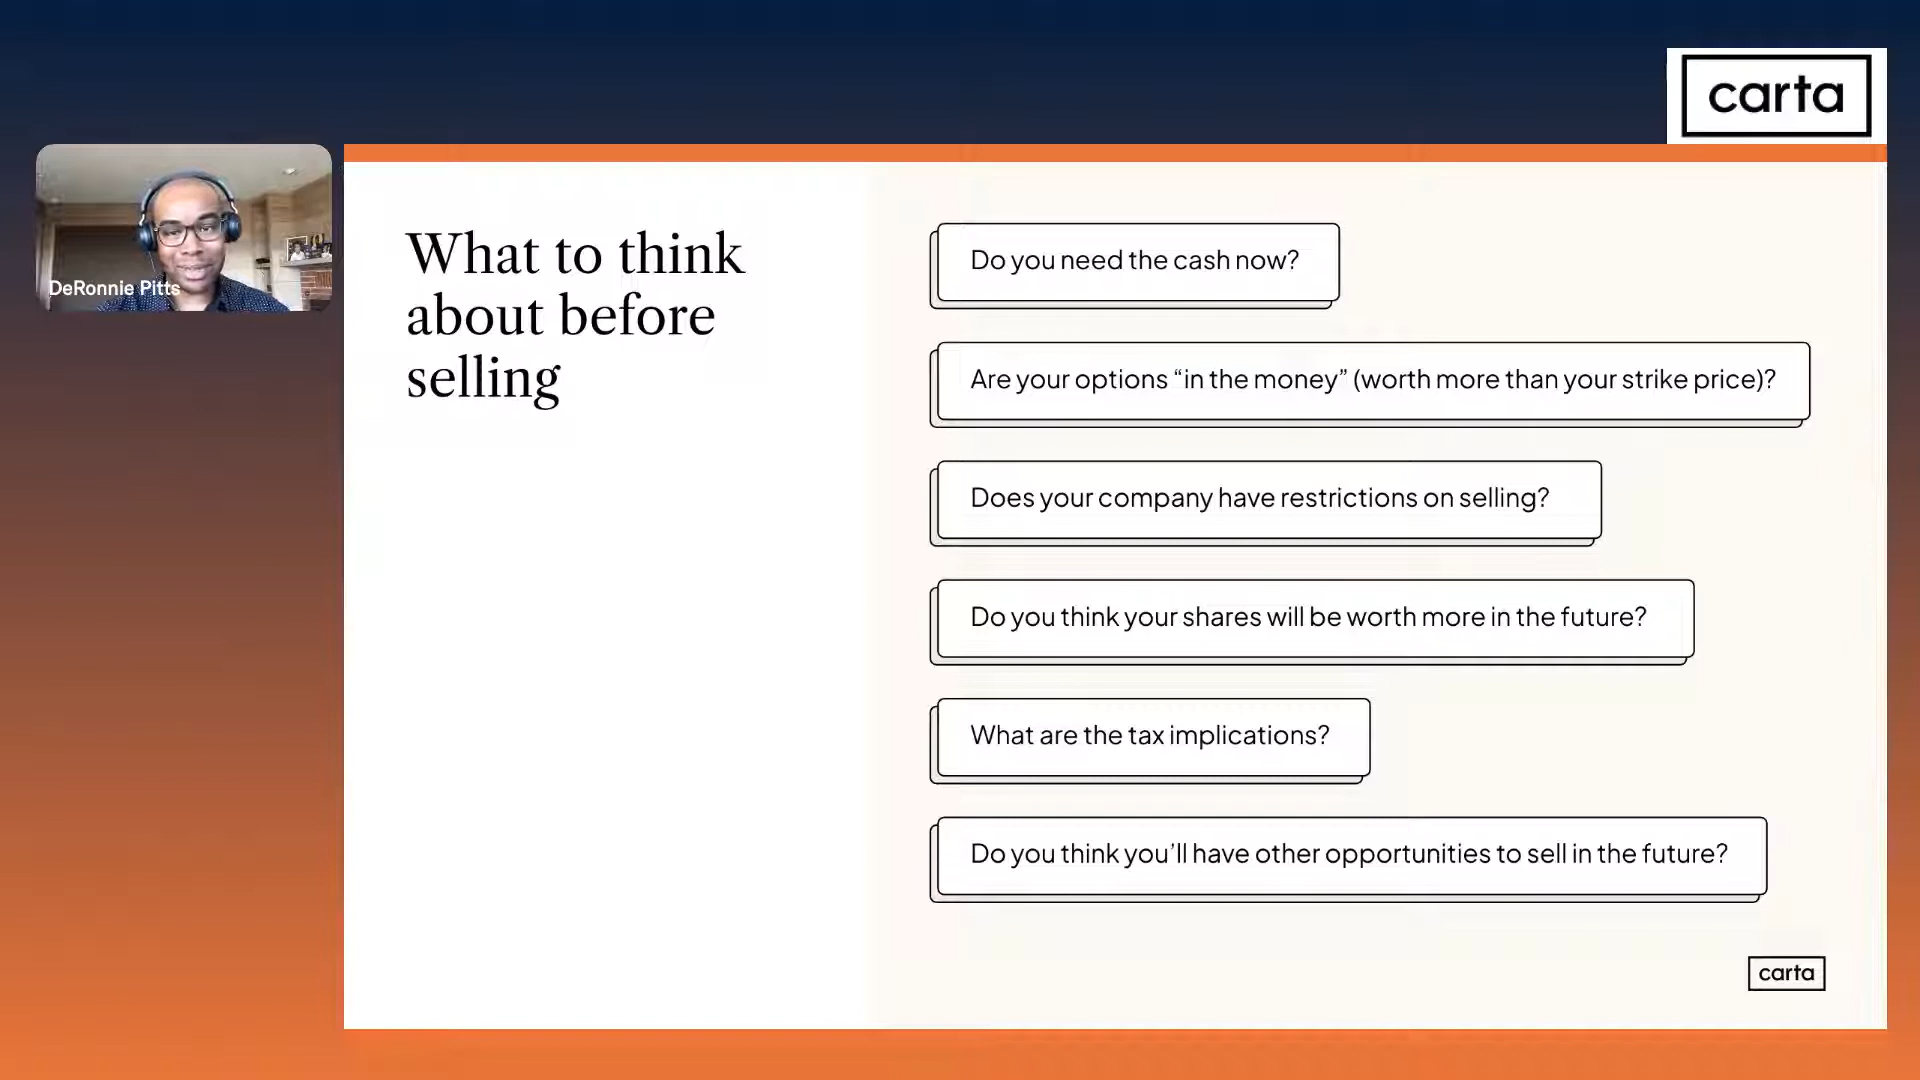 carta
DeRonnie Pitts
What to think
about before
selling
Do you need the cash now?
Are your options “in the money” (worth more than your strike price)?
Does your company have restrictions on selling?
Do you think your shares will be worth more in the future?
What are the tax implications?
Do you think you’ll have other opportunities to sell in the future?
carta